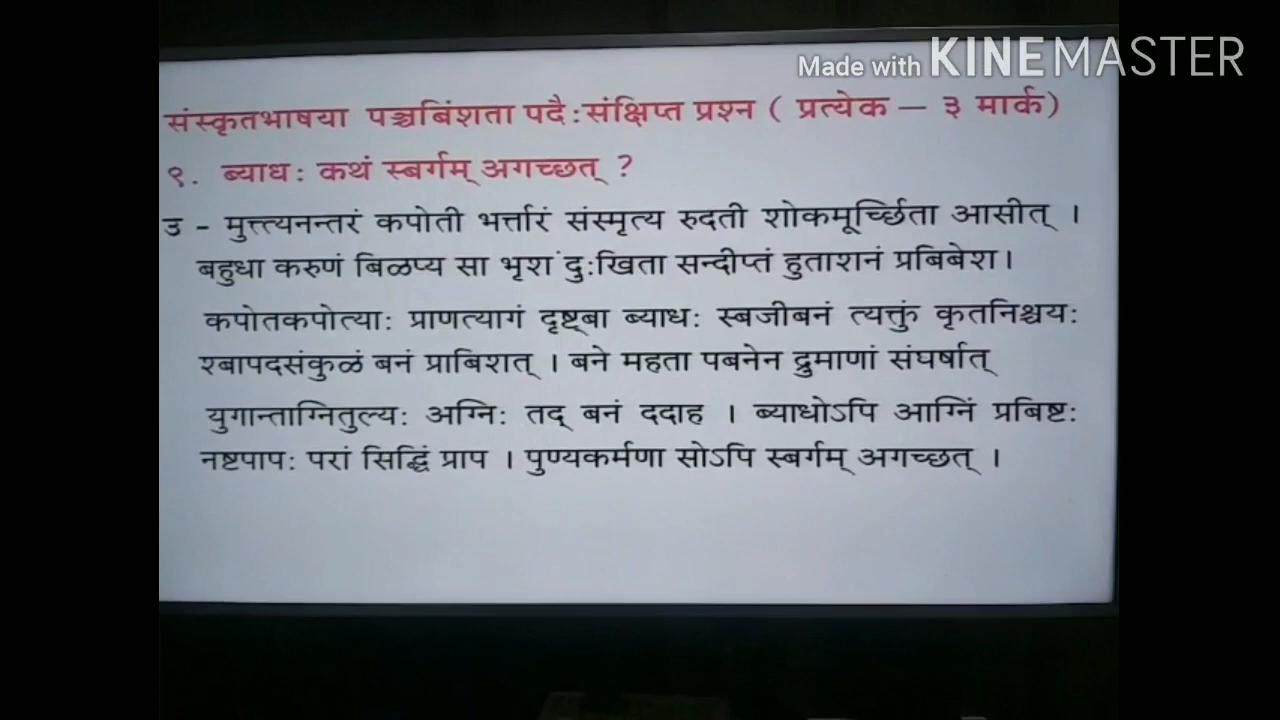 Made with KINEMASTER
संस्कृतभाषया पञ्चबिंशता पदै:संक्षिप्त प्रश्न ( प्रत्येक — ३ मार्क)
९. ब्याधः कथं स्बर्गम् अगच्छत् ?
उ - मुत्त्यनन्तरं कपोती भर्त्तारं संस्मृत्य रुदती शोकमूर्च्छिता आसीत् ।
बहुधा करुणं बिळप्य सा भृशं दु:खिता सन्दीप्तं हुताशनं प्रबिबेश।
कपोतकपोत्याः प्राणत्यागं दृष्ट्बा ब्याधः स्बजीबनं त्यक्तुं कृतनिश्चयः
श्बापदसंकुळं बनं प्राबिशत् । बने महता पबनेन द्रुमाणां संघर्षात्
युगान्ताग्नितुल्यः अग्निः तद् बनं ददाह । ब्याधोऽपि आग्निं प्रबिष्टः
नष्टपापः परां सिद्धिं प्राप । पुण्यकर्मणा सोऽपि स्बर्गम् अगच्छत् ।